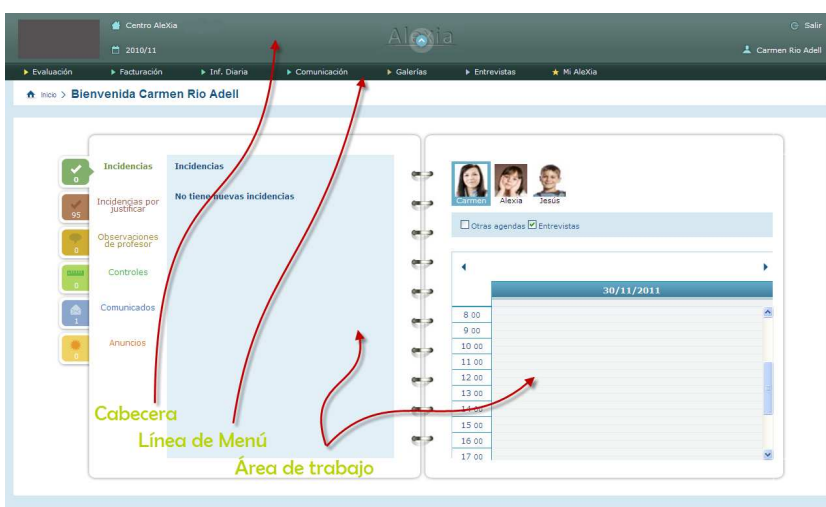 Centro AleXia
Alexia
Salir
2010/11
Carmen Rio Adell
Evaluación
Facturación
Inf. Diaria
Comunicación
Galerías
Entrevistas
Mi AleXia
Inicio > Bienvenida Carmen Rio Adell
Incidencias
0
Incidencias por
justificar
95
Observaciones
de profesor
0
Controles
0
Comunicados
1
Anuncios
0
Incidencias
No tiene nuevas incidencias
Carmen
Alexia
Jesús
Otras agendas
Entrevistas
30/11/2011
8 00
9 00
10 00
11 00
12 00
13 00
14 00
15 00
16 00
17 00
Cabecera
Línea de Menú
Área de trabajo